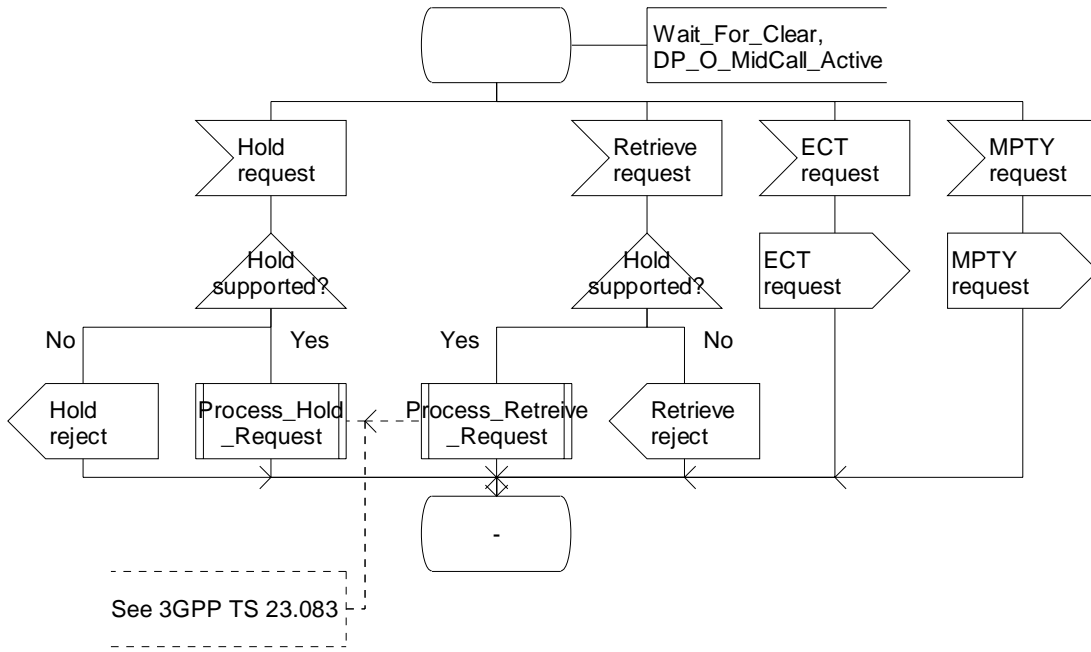 Wait_For_Clear,
DP_O_MidCall_Active
Hold
request
Retrieve
request
ECT
request
MPTY
request
Hold
supported?
Hold
supported?
ECT
request
MPTY
request
No
Yes
Yes
No
Hold
reject
Process_Hold
_Request
Process_Retreive
_Request
Retrieve
reject
-
See 3GPP TS 23.083